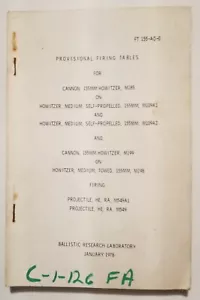 FT 155-AO-0
PROVISIONAL FIRING TABLES
FOR
CANNON, 155MM HOWITZER, M185
ON
HOWITZER, MEDIUM, SELF-PROPELLED, 155MM, M109A1
AND
HOWITZER, MEDIUM, SELF-PROPELLED, 155MM, M109A2
AND
CANNON, 155MM HOWITZER, M199
ON
HOWITZER, MEDIUM, TOWED, 155MM, M198
FIRING
PROJECTILE, HE, RA, M549A1
PROJECTILE, HE, RA, M549
BALLISTIC RESEARCH LABORATORY
JANUARY 1978
C-1-126 FA